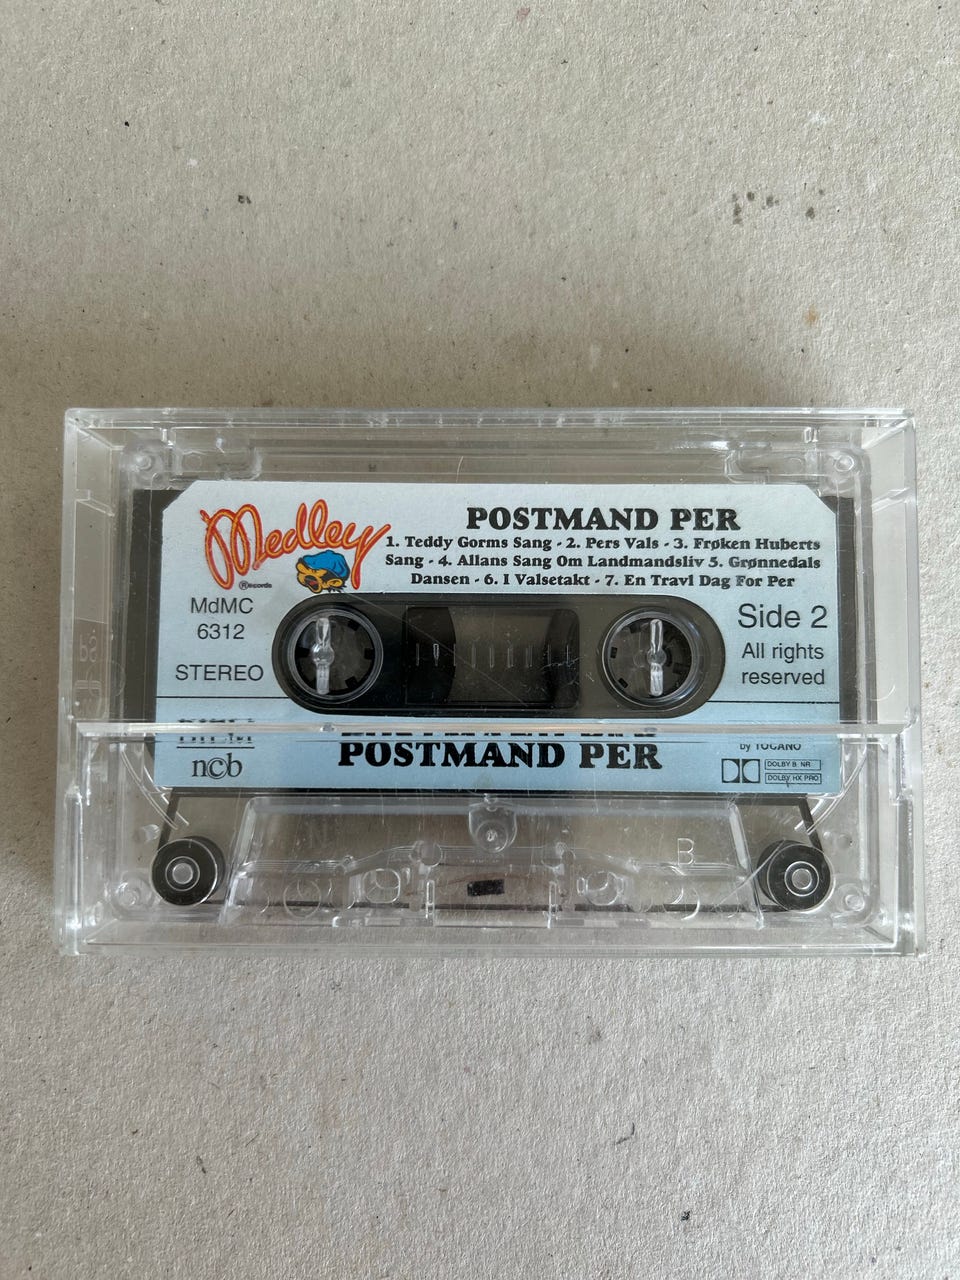 Medley
®Records
POSTMAND PER
1. Teddy Gorms Sang - 2. Pers Vals - 3. Frøken Huberts
Sang - 4. Allans Sang Om Landmandsliv 5. Grønnedals
Dansen - 6. I Valsetakt - 7. En Travl Dag For Per
MdMC
6312
STEREO
Side 2
All rights
reserved
POSTMAND PER
ncb
by TOCANO
DOLBY B NR
DOLBY HX PRO
B